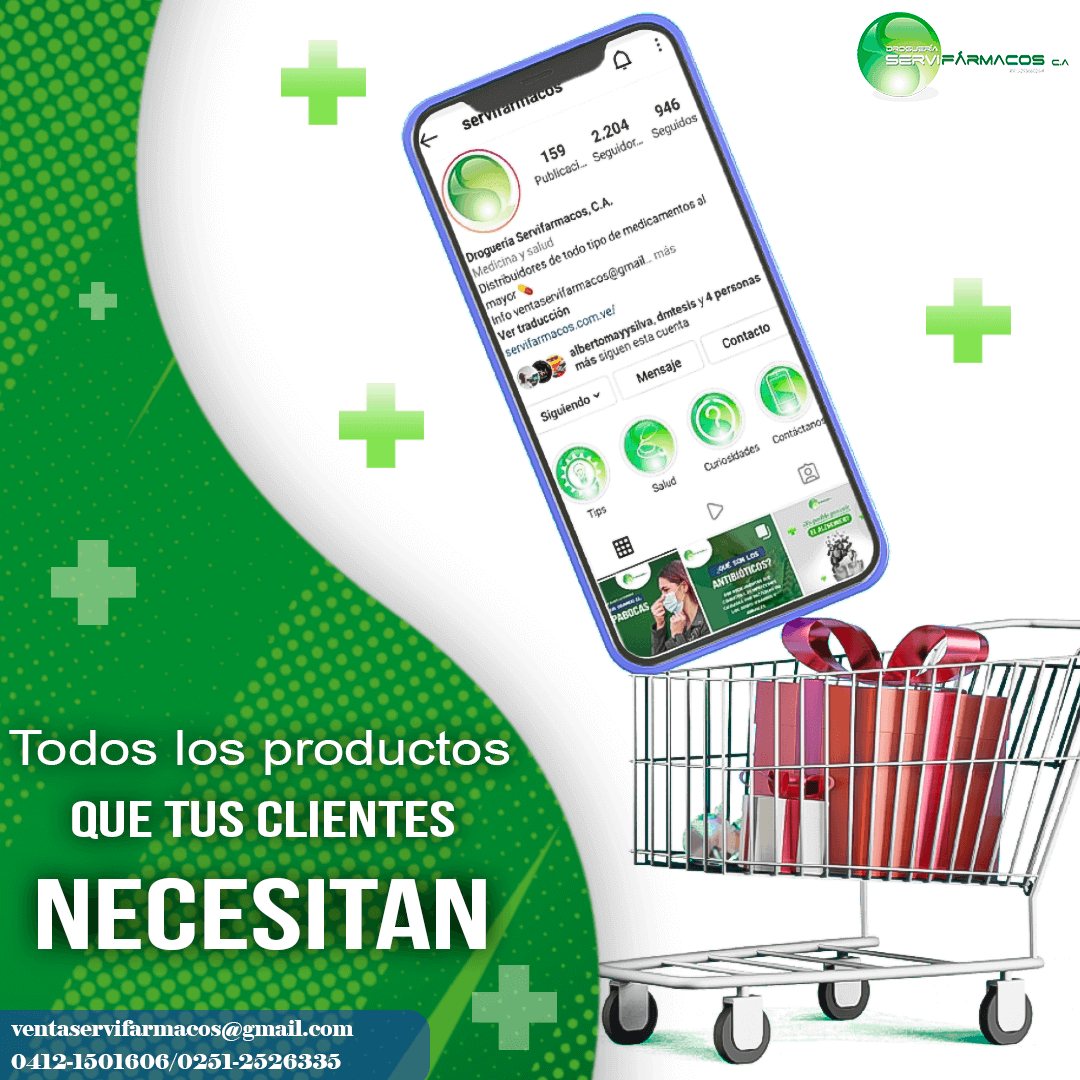 DROGUERÍA
SERVIFÁRMACOS C.A
servifarmacos
159
Publicaci...
2.204
Seguidor...
946
Seguidos
Droguería Servifarmacos, C.A.
Medicina y salud
Distribuidores de todo tipo de medicamentos al
mayor
Info ventaservifarmacos@gmail... más
Ver traducción
servifarmacos.com.ve/
albertomayysilva, dmtesis y 4 personas
más siguen esta cuenta
Siguiendo
Mensaje
Contacto
Tips
Salud
Curiosidades
Contáctanos
PABOCAS
¿QUÉ SON LOS
ANTIBIÓTICOS?
EL ALZHEIMER?
Todos los productos
QUE TUS CLIENTES
NECESITAN
ventaservifarmacos@gmail.com
0412-1501606/0251-2526335